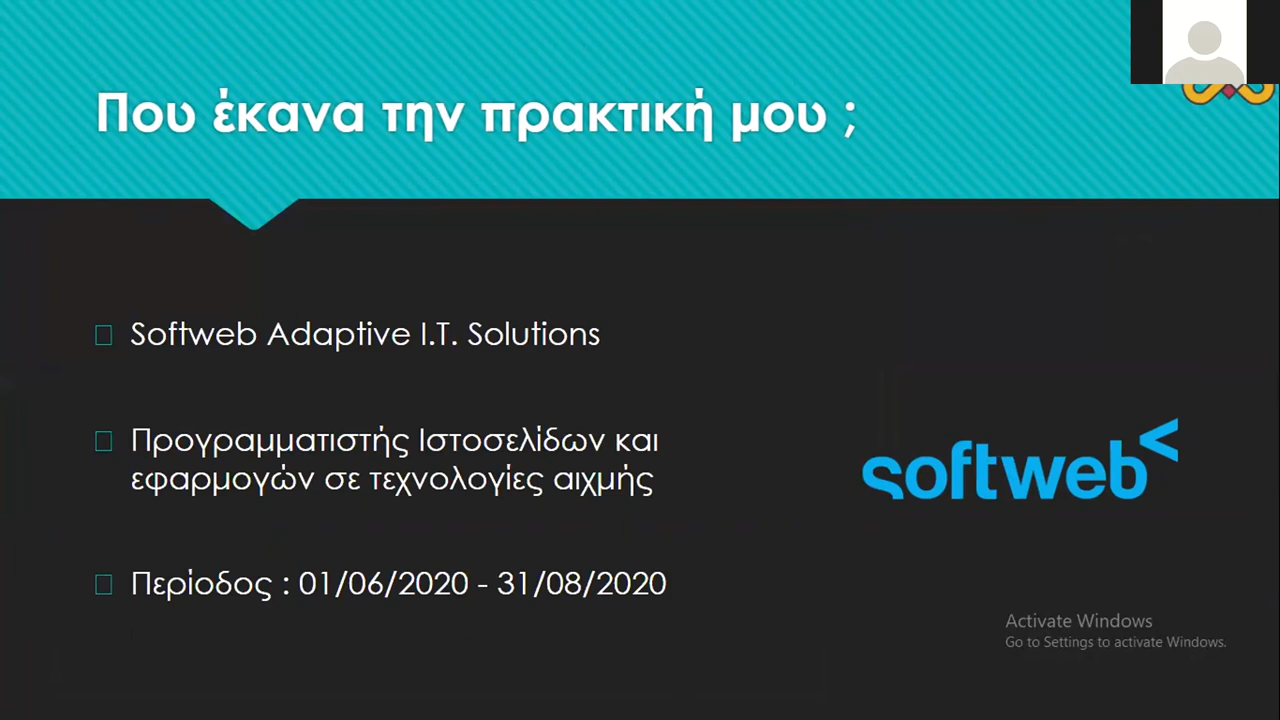 Που έκανα την πρακτική μου ;
Softweb Adaptive I.T. Solutions
Προγραμματιστής Ιστοσελίδων και
εφαρμογών σε τεχνολογίες αιχμής
softweb<
Περίοδος : 01/06/2020 - 31/08/2020
Activate Windows
Go to Settings to activate Windows.